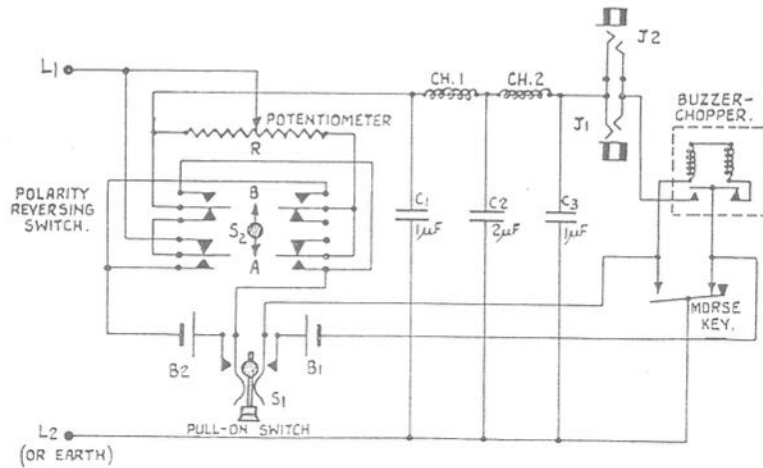 J2
L1
CH.1 CH.2
BUZZER-
CHOPPER.
POTENTIOMETER
J1
R
B
POLARITY
REVERSING
SWITCH.
S2
C1
1μF
C2
2μF
C3
1μF
A
MORSE
KEY.
B2
B1
S1
PULL-ON SWITCH
L2
(OR EARTH)